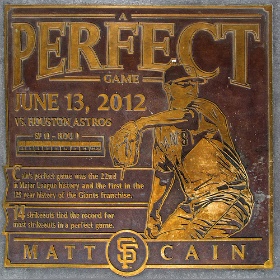 A
PERFECT
GAME
JUNE 13, 2012
VS. HOUSTON ASTROS
Cain's perfect game was the 22nd
in Major League history and the first in the
128 year history of the Giants franchise.
14 strikeouts tied the record for
most strikeouts in a perfect game.
MATT SF CAIN